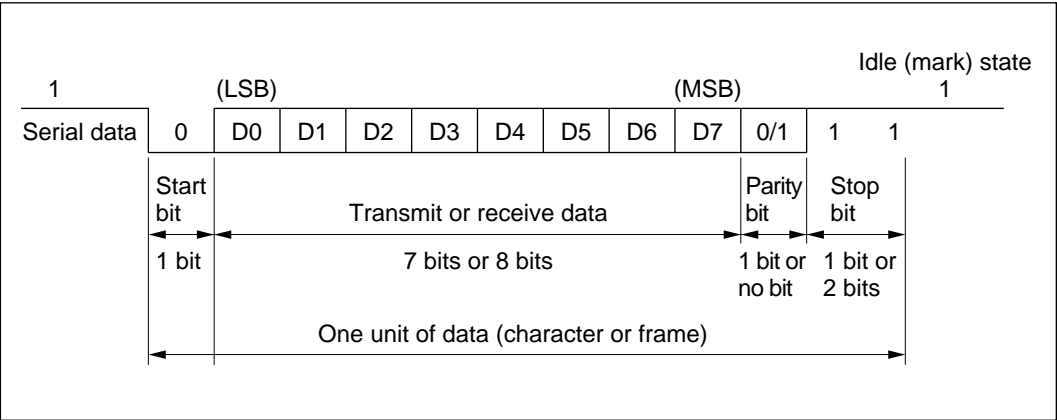 Idle (mark) state
1 (LSB) (MSB) 1
Serial data 0 D0 D1 D2 D3 D4 D5 D6 D7 0/1 1 1
Start bit
Transmit or receive data
Parity bit
Stop bit
1 bit
7 bits or 8 bits
1 bit or no bit
1 bit or 2 bits
One unit of data (character or frame)